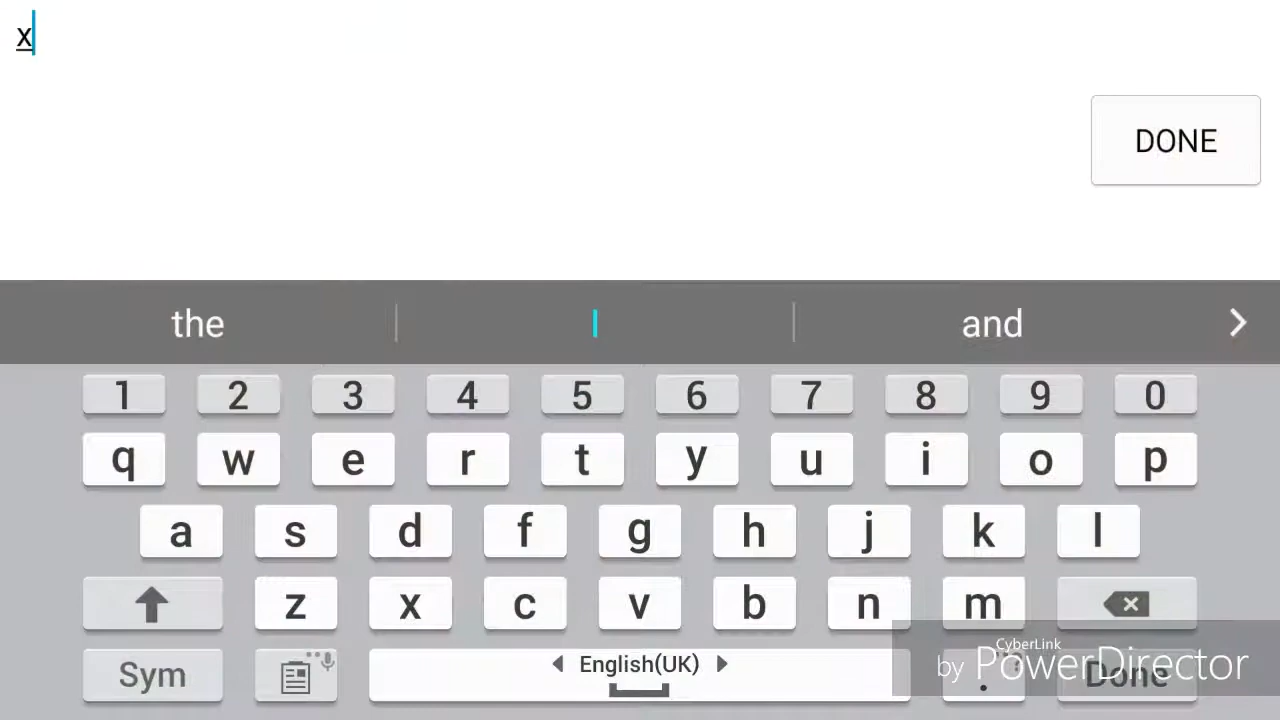 x
DONE
the I and
1 2 3 4 5 6 7 8 9 0
q w e r t y u i o p
a s d f g h j k l
z x c v b n m
CyberLink
Sym English(UK) . Done
by PowerDirector